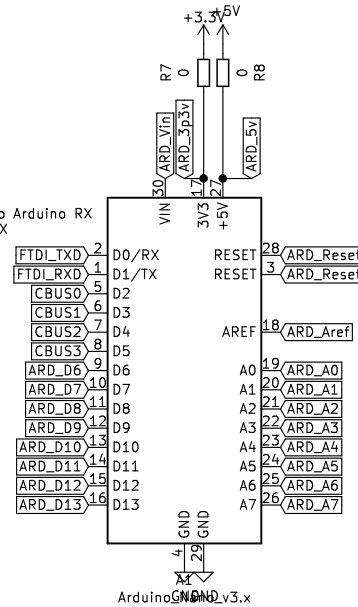 +3.3V
+5V
R7
0
0
R8
ARD_Vin
ARD_3p3v
ARD_5v
30
17
27
VIN
3V3
+5V
o Arduino RX
X
FTDI_TXD 2 D0/RX
FTDI_RXD 1 D1/TX
CBUS0 5 D2
CBUS1 6 D3
CBUS2 7 D4
CBUS3 8 D5
ARD_D6 9 D6
ARD_D7 10 D7
ARD_D8 11 D8
ARD_D9 12 D9
ARD_D10 13 D10
ARD_D11 14 D11
ARD_D12 15 D12
ARD_D13 16 D13
RESET 28 ARD_Reset
RESET 3 ARD_Reset
AREF 18 ARD_Aref
A0 19 ARD_A0
A1 20 ARD_A1
A2 21 ARD_A2
A3 22 ARD_A3
A4 23 ARD_A4
A5 24 ARD_A5
A6 25 ARD_A6
A7 26 ARD_A7
GND
GND
4
29
A1
GND
GND
Arduino_Nano_v3.x